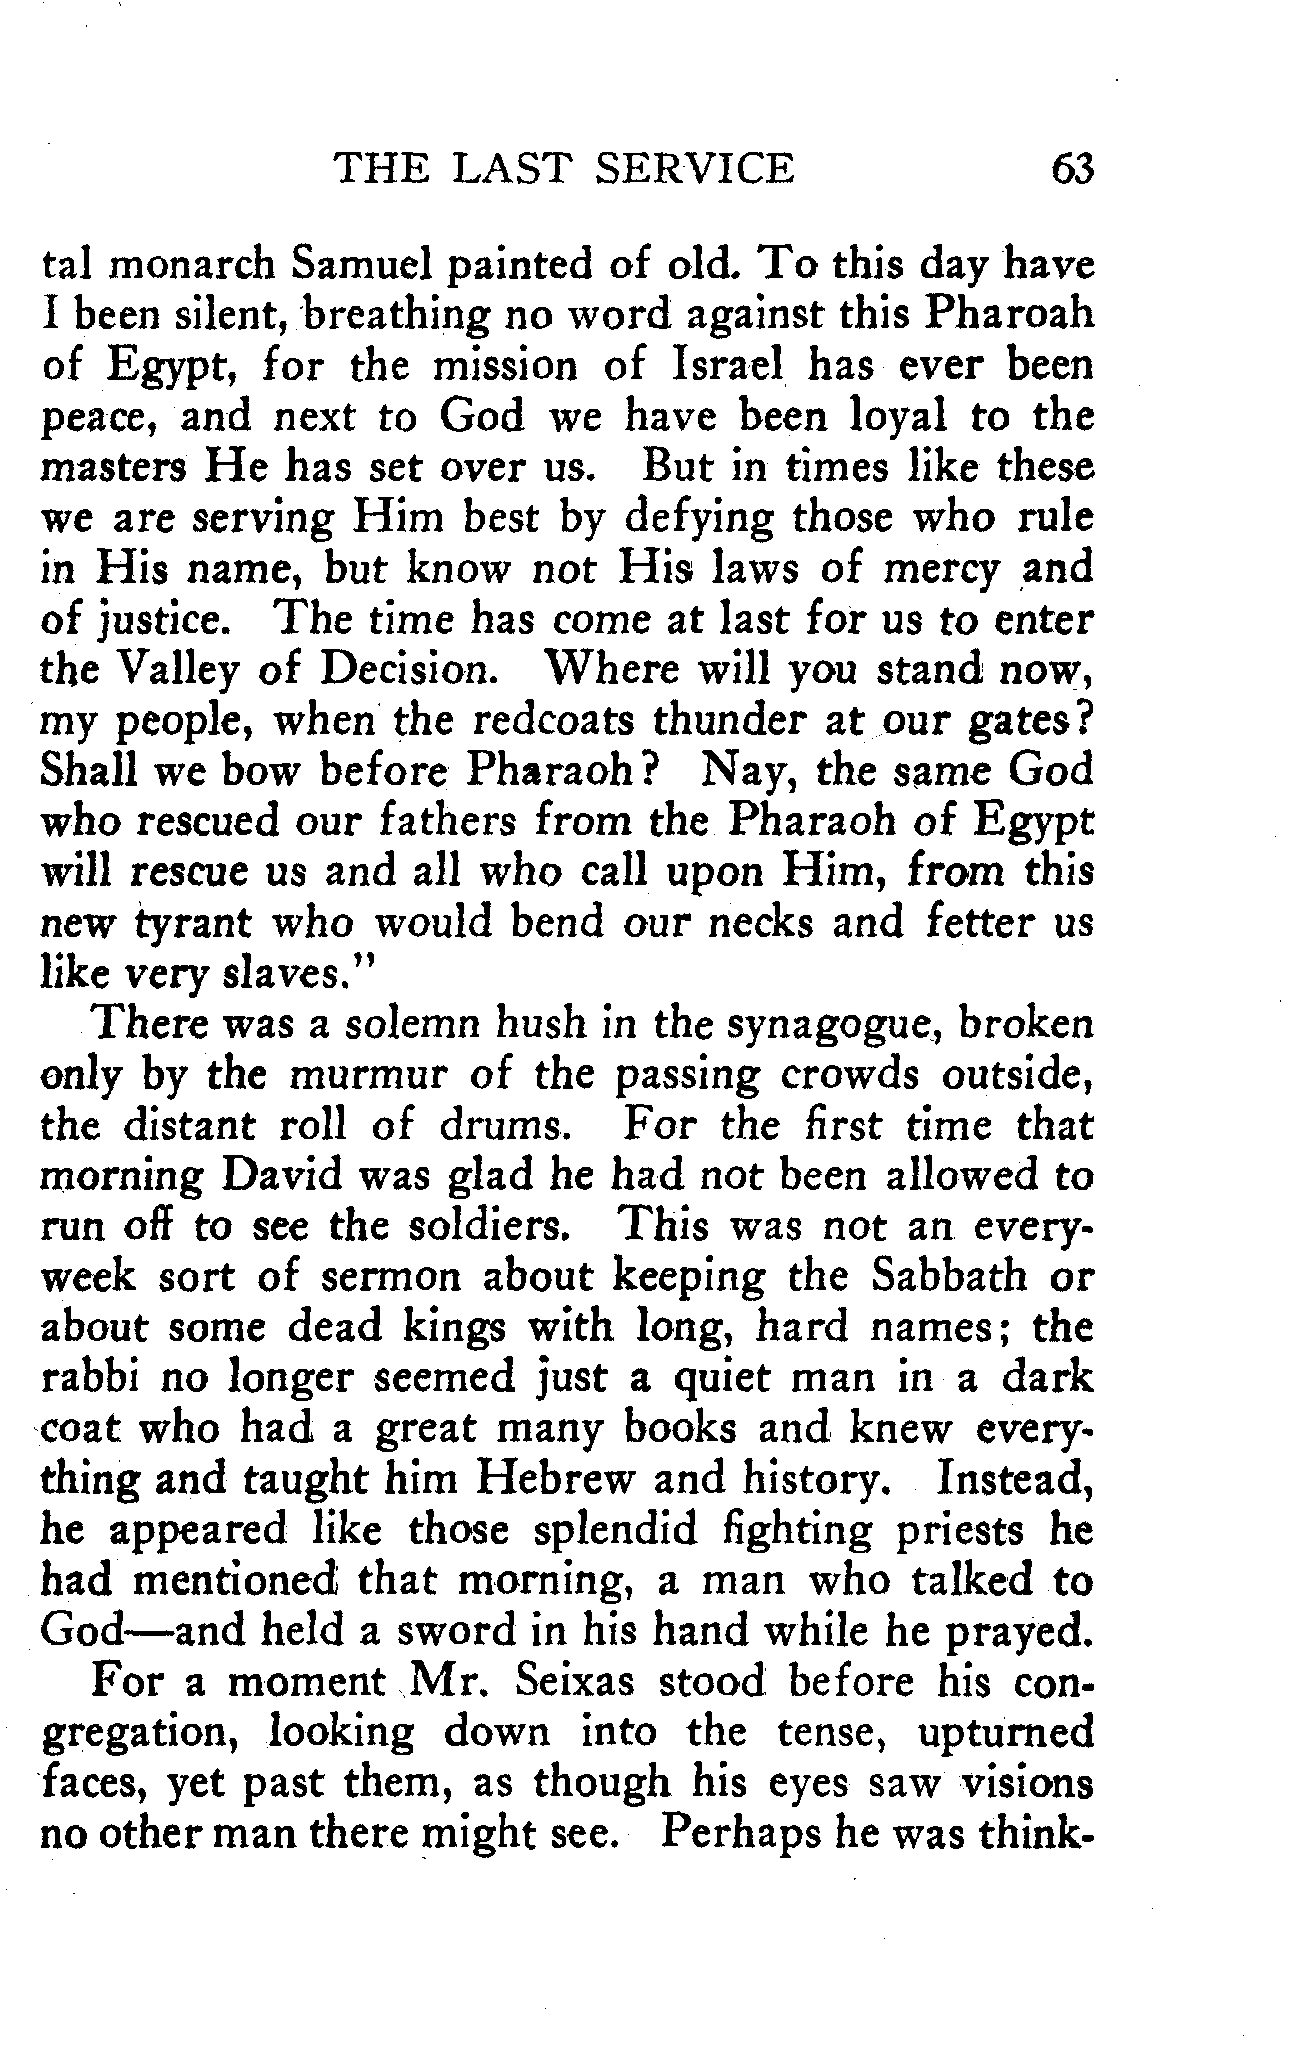 THE LAST SERVICE 63
tal monarch Samuel painted of old. To this day have
I been silent, breathing no word against this Pharoah
of Egypt, for the mission of Israel has ever been
peace, and next to God we have been loyal to the
masters He has set over us. But in times like these
we are serving Him best by defying those who rule
in His name, but know not His laws of mercy and
of justice. The time has come at last for us to enter
the Valley of Decision. Where will you stand now,
my people, when the redcoats thunder at our gates?
Shall we bow before Pharaoh? Nay, the same God
who rescued our fathers from the Pharaoh of Egypt
will rescue us and all who call upon Him, from this
new tyrant who would bend our necks and fetter us
like very slaves."
There was a solemn hush in the synagogue, broken
only by the murmur of the passing crowds outside,
the distant roll of drums. For the first time that
morning David was glad he had not been allowed to
run off to see the soldiers. This was not an every-
week sort of sermon about keeping the Sabbath or
about some dead kings with long, hard names; the
rabbi no longer seemed just a quiet man in a dark
coat who had a great many books and knew every-
thing and taught him Hebrew and history. Instead,
he appeared like those splendid fighting priests he
had mentioned that morning, a man who talked to
God—and held a sword in his hand while he prayed.
For a moment Mr. Seixas stood before his con-
gregation, looking down into the tense, upturned
faces, yet past them, as though his eyes saw visions
no other man there might see. Perhaps he was think-